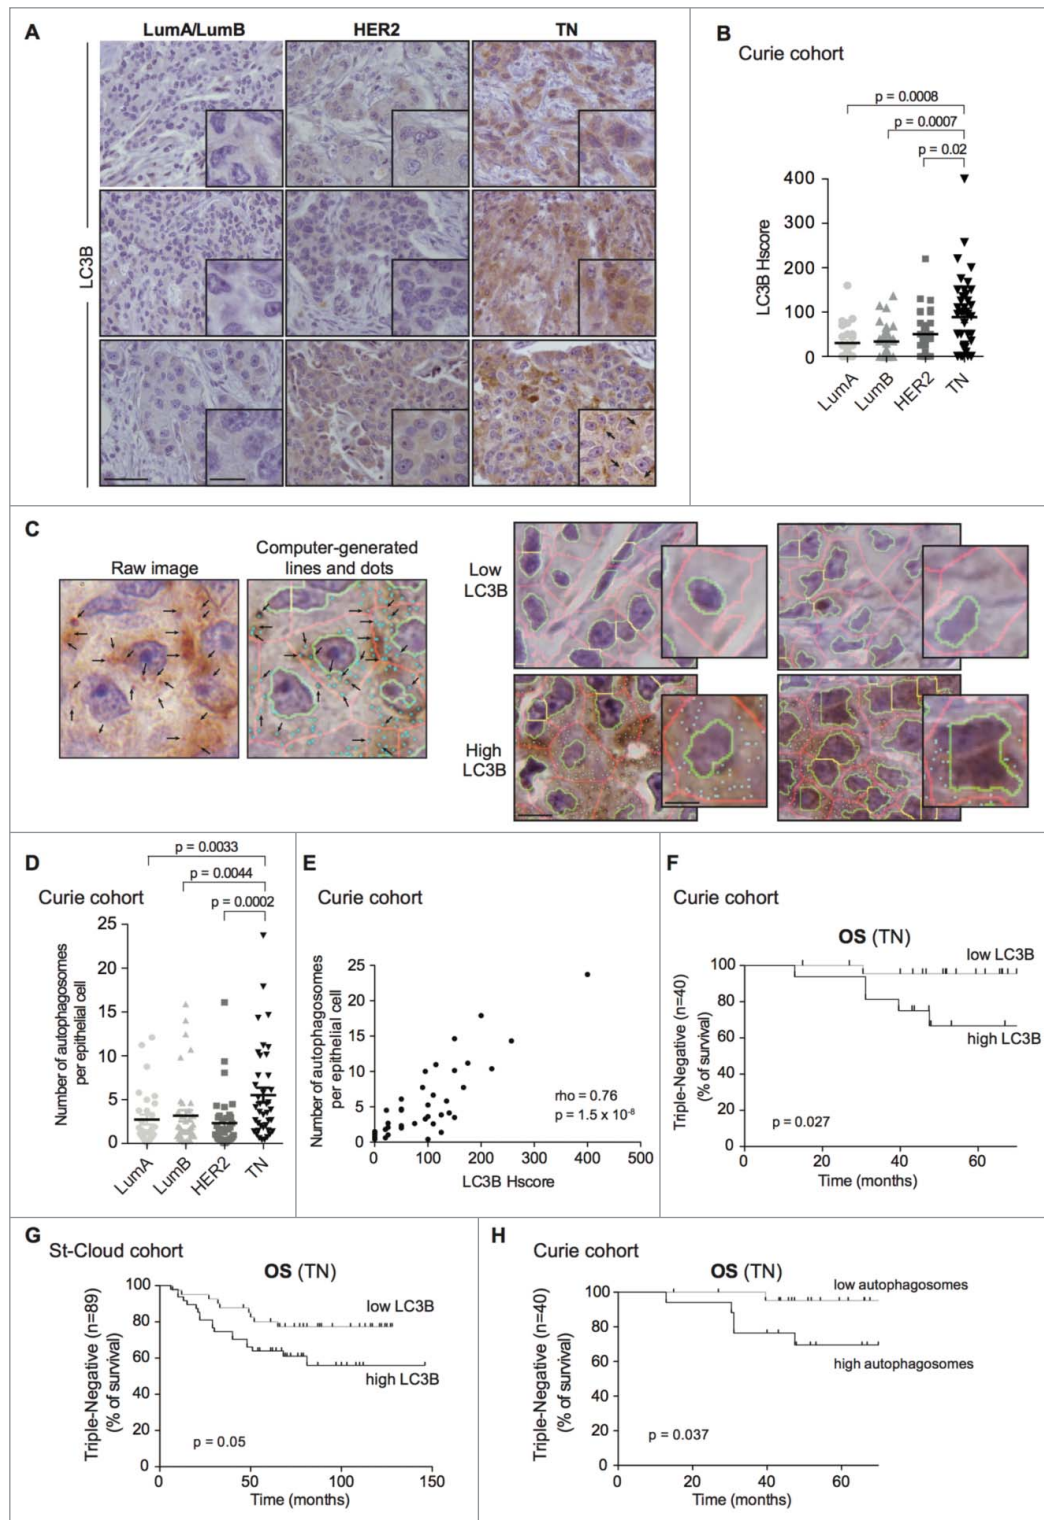 A
LumA/LumB
HER2
TN
LC3B
B
Curie cohort
p = 0.0008
p = 0.0007
p = 0.02
LC3B Hscore
400
300
200
100
0
LumA
LumB
HER2
TN
C
Raw image
Computer-generated
lines and dots
Low
LC3B
High
LC3B
D
Curie cohort
p = 0.0033
p = 0.0044
p = 0.0002
Number of autophagosomes
per epithelial cell
25
20
15
10
5
0
LumA
LumB
HER2
TN
E
Curie cohort
Number of autophagosomes
per epithelial cell
25
20
15
10
5
0
rho = 0.76
p = 1.5 x 10-8
0 100 200 300 400 500
LC3B Hscore
F
Curie cohort
OS (TN)
Triple-Negative (n=40)
(% of survival)
100
80
60
40
20
0
low LC3B
high LC3B
p = 0.027
0 20 40 60
Time (months)
G
St-Cloud cohort
OS (TN)
Triple-Negative (n=89)
(% of survival)
100
80
60
40
20
0
low LC3B
high LC3B
p = 0.05
0 50 100 150
Time (months)
H
Curie cohort
OS (TN)
Triple-Negative (n=40)
(% of survival)
100
80
60
40
20
0
low autophagosomes
high autophagosomes
p = 0.037
0 20 40 60
Time (months)